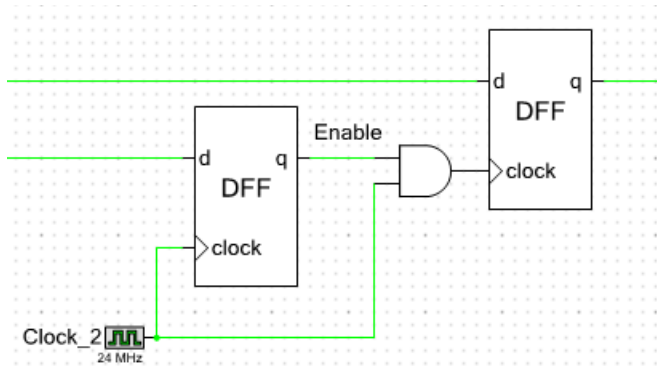 d q
DFF
clock
Enable
d q
DFF
clock
Clock_2
24 MHz